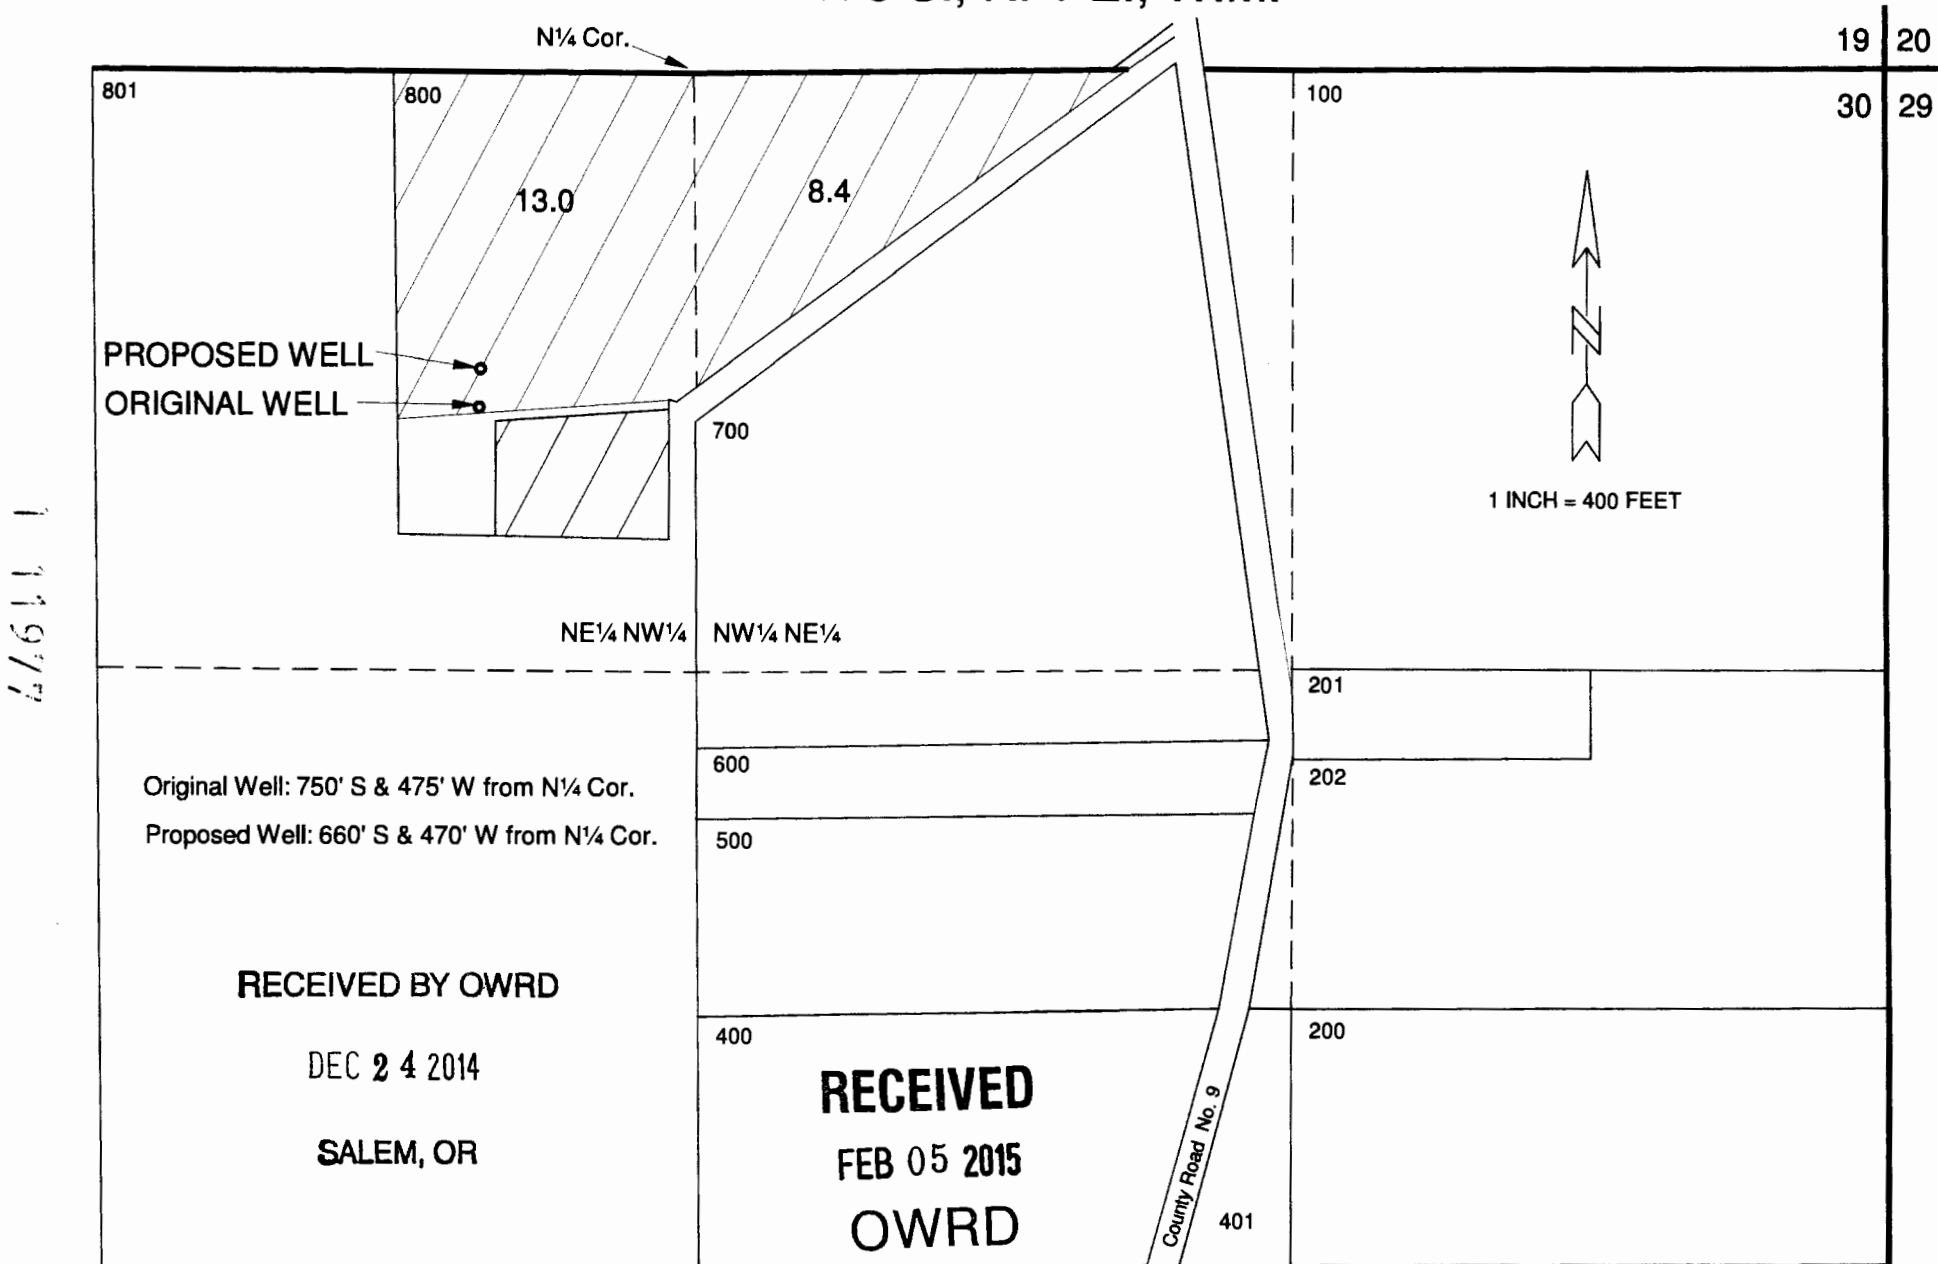 N¼ Cor.
19 20
801
800
100
30 29
13.0
8.4
PROPOSED WELL
ORIGINAL WELL
700
N
1 INCH = 400 FEET
NE¼ NW¼
NW¼ NE¼
201
600
202
Original Well: 750' S & 475' W from N¼ Cor.
Proposed Well: 660' S & 470' W from N¼ Cor.
500
RECEIVED BY OWRD
DEC 24 2014
SALEM, OR
400
200
RECEIVED
FEB 05 2015
OWRD
County Road No. 9
401